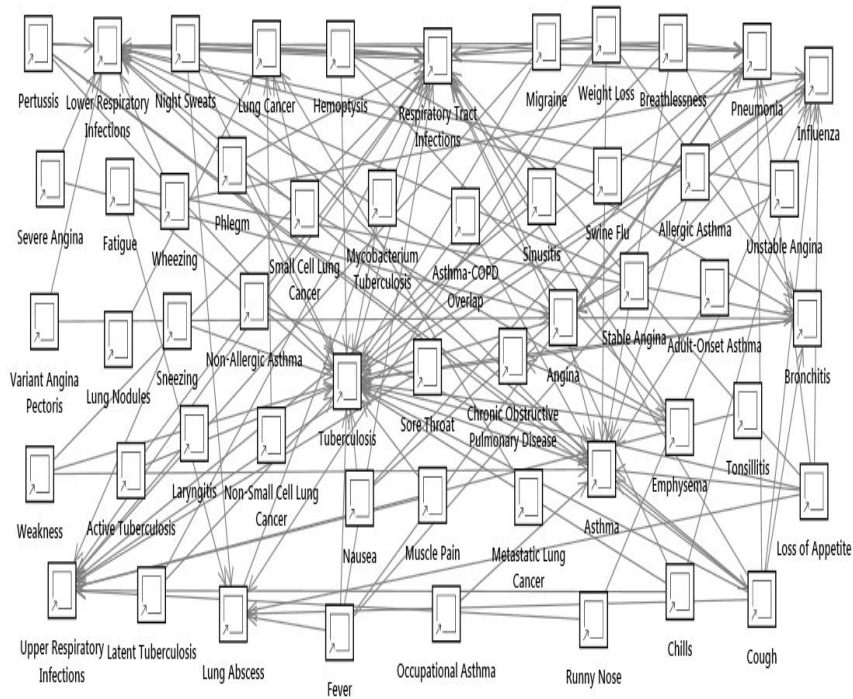 Pertussis
Lower Respiratory
Infections
Night Sweats
Lung Cancer
Hemoptysis
Respiratory Tract
Infections
Migraine
Weight Loss
Breathlessness
Pneumonia
Influenza
Severe Angina
Fatigue
Wheezing
Phlegm
Small Cell Lung
Cancer
Mycobacterium
Tuberculosis
Asthma-COPD
Overlap
Sinusitis
Swine Flu
Allergic Asthma
Unstable Angina
Variant Angina
Pectoris
Lung Nodules
Sneezing
Non-Allergic Asthma
Tuberculosis
Sore Throat
Chronic Obstructive
Pulmonary Disease
Angina
Stable Angina
Adult-Onset Asthma
Bronchitis
Weakness
Active Tuberculosis
Laryngitis
Non-Small Cell Lung
Cancer
Nausea
Muscle Pain
Metastatic Lung
Cancer
Asthma
Emphysema
Tonsillitis
Loss of Appetite
Upper Respiratory
Infections
Latent Tuberculosis
Lung Abscess
Fever
Occupational Asthma
Runny Nose
Chills
Cough